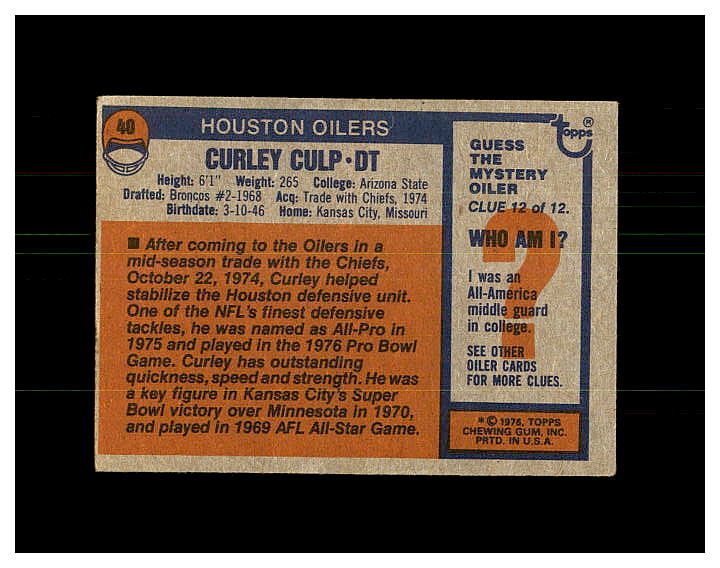 40
HOUSTON OILERS
CURLEY CULP • DT
Height: 6'1" Weight: 265 College: Arizona State
Drafted: Broncos #2-1968 Acq: Trade with Chiefs, 1974
Birthdate: 3-10-46 Home: Kansas City, Missouri
■ After coming to the Oilers in a
mid-season trade with the Chiefs,
October 22, 1974, Curley helped
stabilize the Houston defensive unit.
One of the NFL's finest defensive
tackles, he was named as All-Pro in
1975 and played in the 1976 Pro Bowl
Game. Curley has outstanding
quickness, speed and strength. He was
a key figure in Kansas City's Super
Bowl victory over Minnesota in 1970,
and played in 1969 AFL All-Star Game.
topps ®
GUESS
THE
MYSTERY
OILER
CLUE 12 of 12.
WHO AM I?
?
I was an
All-America
middle guard
in college.
SEE OTHER
OILER CARDS
FOR MORE CLUES.
* © 1976, TOPPS
CHEWING GUM, INC.
PRTD. IN U.S.A.